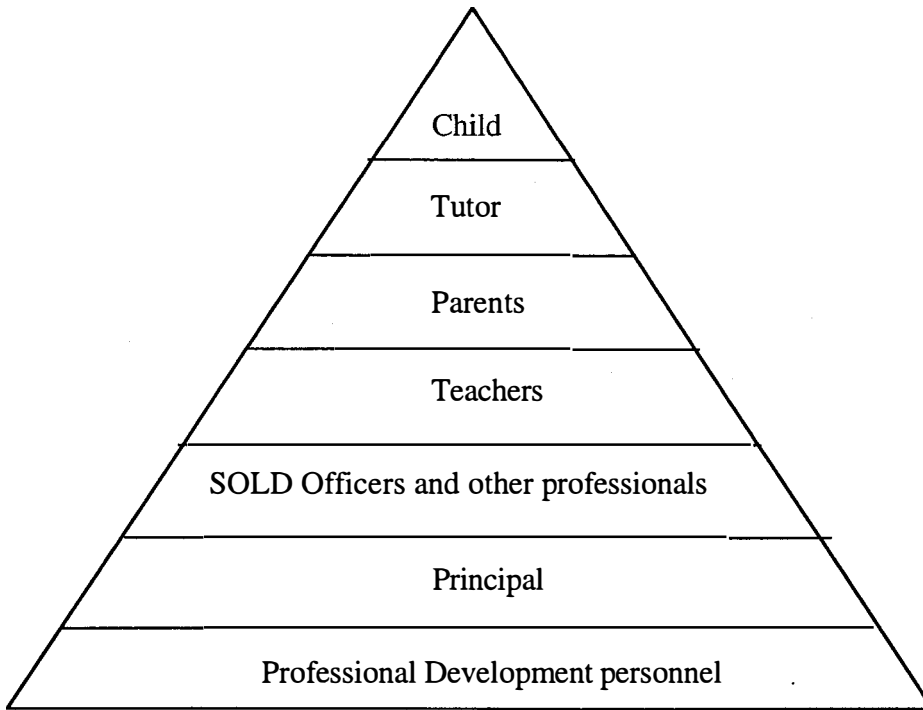 Child
Tutor
Parents
Teachers
SOLD Officers and other professionals
Principal
Professional Development personnel